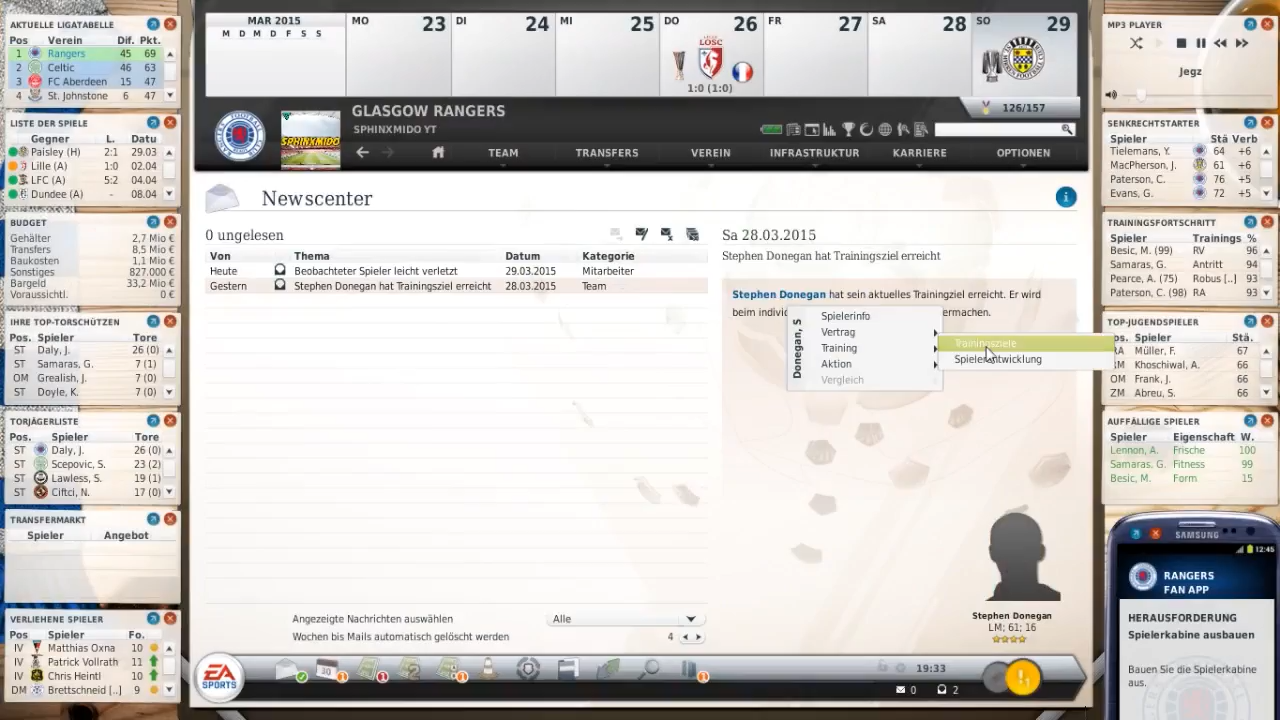 AKTUELLE LIGATABELLE
Pos Verein Dif. Pkt.
1 Rangers 45 69
2 Celtic 46 63
3 FC Aberdeen 15 47
4 St. Johnstone 6 47
LISTE DER SPIELE
Gegner L. Datu
Paisley (H) 2:1 29.03
Lille (A) 1:0 02.04
LFC (A) 5:2 04.04
Dundee (A) - 08.04
BUDGET
Gehälter 2,7 Mio €
Transfers 8,5 Mio €
Baukosten 1,1 Mio €
Sonstiges 827.000 €
Bargeld 33,2 Mio €
Voraussichtl. 0 €
IHRE TOP-TORSCHÜTZEN
Pos Spieler Tore
ST Daly, J. 26 (0)
ST Samaras, G. 7 (1)
OM Grealish, J. 7 (0)
ST Doyle, K. 7 (0)
TORJÄGERLISTE
Pos. Spieler Tore
ST Daly, J. 26 (0)
ST Scepovic, S. 23 (2)
ST Lawless, S. 19 (1)
ST Ciftci, N. 17 (0)
TRANSFERMARKT
Spieler Angebot
VERLIEHENE SPIELER
Pos Spieler Fo.
IV Matthias Oxna 10
IV Patrick Vollrath 11
IV Chris Heintl 10
DM Brettschneid [..] 9
MAR 2015
M D M D F S S
MO 23
DI 24
MI 25
DO 26
LOSC
1:0 (1:0)
FR 27
SA 28
SO 29
GLASGOW RANGERS
SPHINXMIDO YT
SPHINXMIDO
126/157
TEAM TRANSFERS VEREIN INFRASTRUKTUR KARRIERE OPTIONEN
Newscenter
0 ungelesen
Von Thema Datum Kategorie
Heute Beobachteter Spieler leicht verletzt 29.03.2015 Mitarbeiter
Gestern Stephen Donegan hat Trainingsziel erreicht 28.03.2015 Team
Sa 28.03.2015
Stephen Donegan hat Trainingsziel erreicht
Stephen Donegan hat sein aktuelles Trainingziel erreicht. Er wird
beim indivi ermachen.
Donegan, S
Spielerinfo
Vertrag
Training
Aktion
Vergleich
Trainingsziele
Spielerentwicklung
Stephen Donegan
LM; 61; 16
Angezeigte Nachrichten auswählen Alle
Wochen bis Mails automatisch gelöscht werden 4
EA SPORTS
19:33
0 2
MP3 PLAYER
Jegz
SENKRECHTSTARTER
Spieler Stä Verb
Tielemans, Y. 64 +6
MacPherson, J. 61 +6
Paterson, C. 76 +5
Evans, G. 72 +5
TRAININGSFORTSCHRITT
Spieler Trainings %
Besic, M. (99) RV 96
Samaras, G. Antritt 94
Pearce, A. (75) Robus [..] 93
Paterson, C. (98) RA 93
TOP-JUGENDSPIELER
Pos. Spieler Stä.
RA Müller, F. 67
Khoschiwal, A. 66
OM Frank, J. 66
ZM Abreu, S. 66
AUFFÄLLIGE SPIELER
Spieler Eigenschaft W.
Lennon, A. Frische 100
Samaras, G. Fitness 99
Besic, M. Form 15
SAMSUNG
12:45
RANGERS
FAN APP
HERAUSFORDERUNG
Spielerkabine ausbauen
Bauen Sie die Spielerkabine
aus.